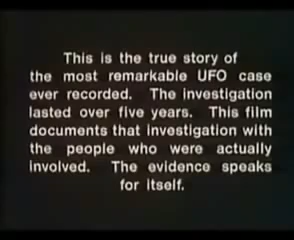 This is the true story of
the most remarkable UFO case
ever recorded. The investigation
lasted over five years. This film
documents that investigation with
the people who were actually
involved. The evidence speaks
for itself.